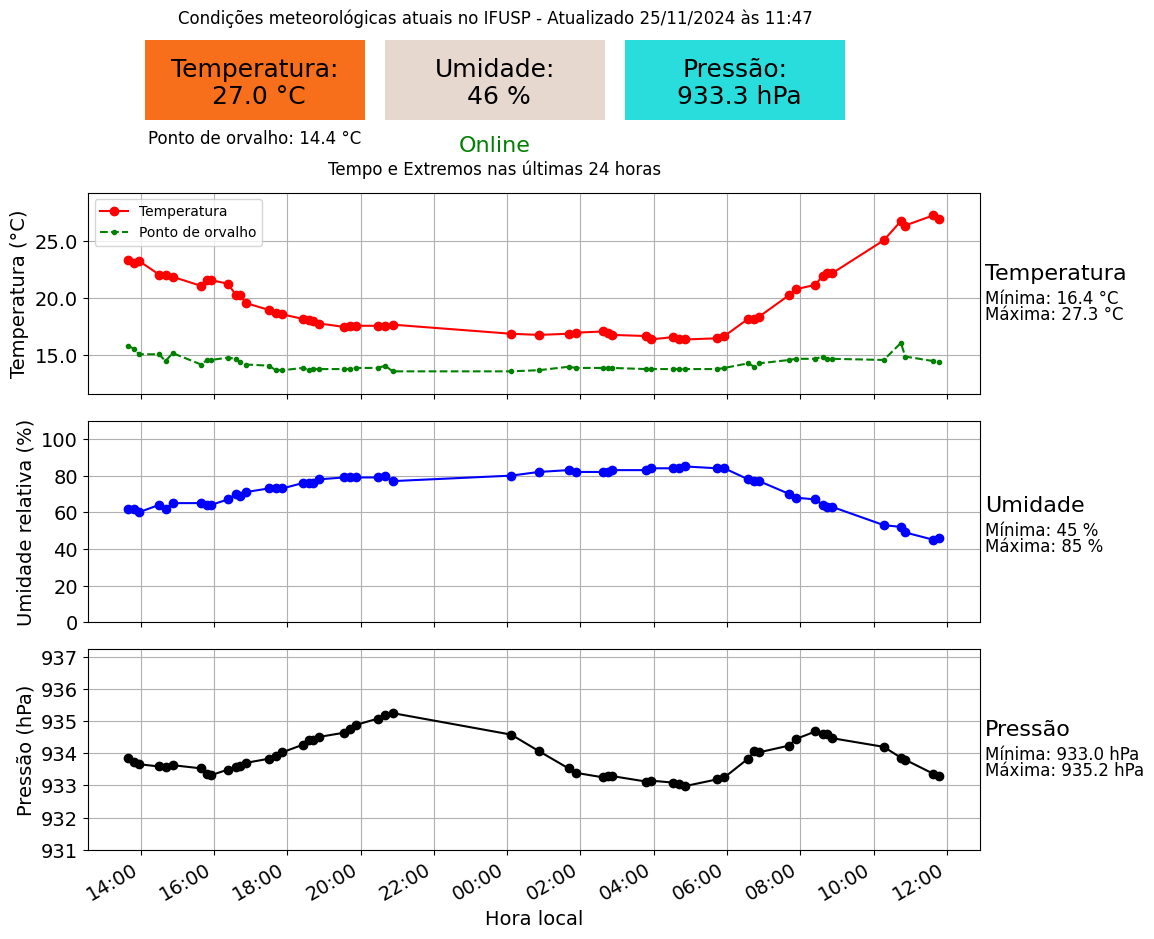 Condições meteorológicas atuais no IFUSP - Atualizado 25/11/2024 às 11:47
Temperatura:
27.0 °C
Umidade:
46 %
Pressão:
933.3 hPa
Ponto de orvalho: 14.4 °C
Online
Tempo e Extremos nas últimas 24 horas
Temperatura (°C)
25.0
20.0
15.0
Temperatura
Ponto de orvalho
Temperatura
Mínima: 16.4 °C
Máxima: 27.3 °C
Umidade relativa (%)
100
80
60
40
20
0
Umidade
Mínima: 45 %
Máxima: 85 %
Pressão (hPa)
937
936
935
934
933
932
931
Pressão
Mínima: 933.0 hPa
Máxima: 935.2 hPa
14:00
16:00
18:00
20:00
22:00
00:00
02:00
04:00
06:00
08:00
10:00
12:00
Hora local